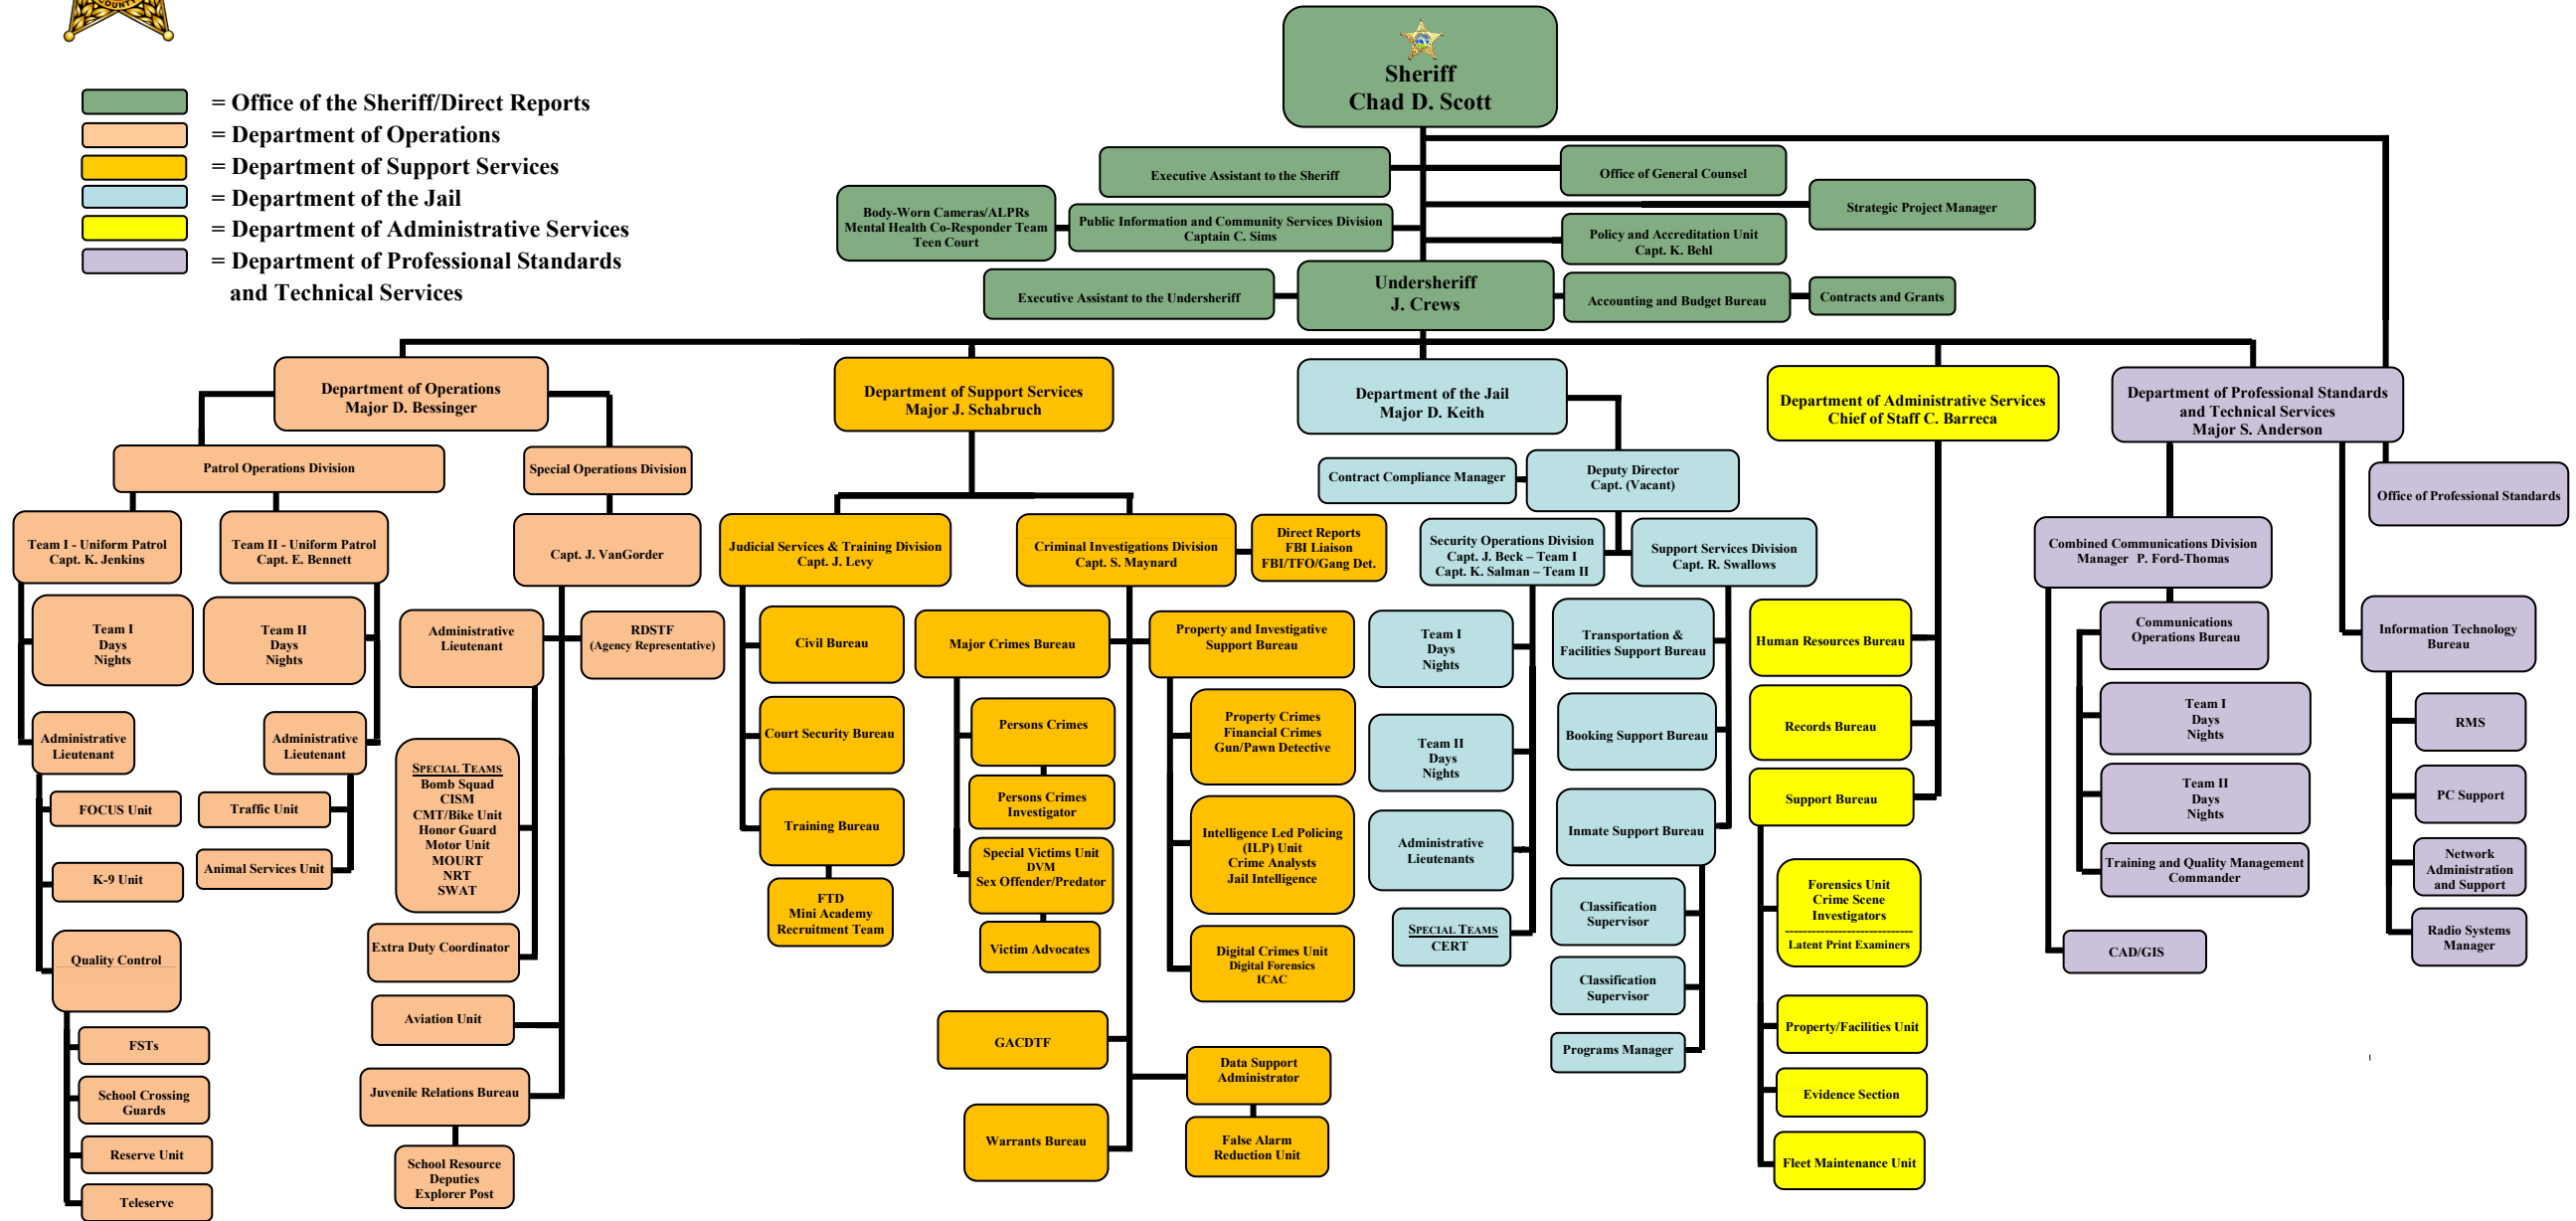 COUNTY
= Office of the Sheriff/Direct Reports
= Department of Operations
= Department of Support Services
= Department of the Jail
= Department of Administrative Services
= Department of Professional Standards
and Technical Services
Sheriff
Chad D. Scott
Executive Assistant to the Sheriff
Office of General Counsel
Body-Worn Cameras/ALPRs
Mental Health Co-Responder Team
Teen Court
Public Information and Community Services Division
Captain C. Sims
Strategic Project Manager
Policy and Accreditation Unit
Capt. K. Behl
Executive Assistant to the Undersheriff
Undersheriff
J. Crews
Accounting and Budget Bureau
Contracts and Grants
Department of Operations
Major D. Bessinger
Patrol Operations Division
Special Operations Division
Team I - Uniform Patrol
Capt. K. Jenkins
Team II - Uniform Patrol
Capt. E. Bennett
Capt. J. VanGorder
Team I
Days
Nights
Team II
Days
Nights
Administrative
Lieutenant
RDSTF
(Agency Representative)
Administrative
Lieutenant
Administrative
Lieutenant
FOCUS Unit
K-9 Unit
Quality Control
FSTs
School Crossing
Guards
Reserve Unit
Teleserve
Traffic Unit
Animal Services Unit
SPECIAL TEAMS
Bomb Squad
CISM
CMT/Bike Unit
Honor Guard
Motor Unit
MOURT
NRT
SWAT
Extra Duty Coordinator
Aviation Unit
Juvenile Relations Bureau
School Resource
Deputies
Explorer Post
Department of Support Services
Major J. Schabruch
Judicial Services & Training Division
Capt. J. Levy
Criminal Investigations Division
Capt. S. Maynard
Direct Reports
FBI Liaison
FBI/TFO/Gang Det.
Civil Bureau
Court Security Bureau
Training Bureau
FTD
Mini Academy
Recruitment Team
Major Crimes Bureau
Property and Investigative
Support Bureau
Persons Crimes
Persons Crimes
Investigator
Special Victims Unit
DVM
Sex Offender/Predator
Victim Advocates
Property Crimes
Financial Crimes
Gun/Pawn Detective
Intelligence Led Policing
(ILP) Unit
Crime Analysts
Jail Intelligence
Digital Crimes Unit
Digital Forensics
ICAC
GACDTF
Data Support
Administrator
Warrants Bureau
False Alarm
Reduction Unit
Department of the Jail
Major D. Keith
Contract Compliance Manager
Deputy Director
Capt. (Vacant)
Security Operations Division
Capt. J. Beck – Team I
Capt. K. Salman – Team II
Support Services Division
Capt. R. Swallows
Team I
Days
Nights
Team II
Days
Nights
Administrative
Lieutenants
SPECIAL TEAMS
CERT
Transportation &
Facilities Support Bureau
Booking Support Bureau
Inmate Support Bureau
Classification
Supervisor
Classification
Supervisor
Programs Manager
Department of Administrative Services
Chief of Staff C. Barreca
Human Resources Bureau
Records Bureau
Support Bureau
Forensics Unit
Crime Scene
Investigators
Latent Print Examiners
Property/Facilities Unit
Evidence Section
Fleet Maintenance Unit
Department of Professional Standards
and Technical Services
Major S. Anderson
Office of Professional Standards
Combined Communications Division
Manager P. Ford-Thomas
Communications
Operations Bureau
Team I
Days
Nights
Team II
Days
Nights
Training and Quality Management
Commander
CAD/GIS
Information Technology
Bureau
RMS
PC Support
Network
Administration
and Support
Radio Systems
Manager